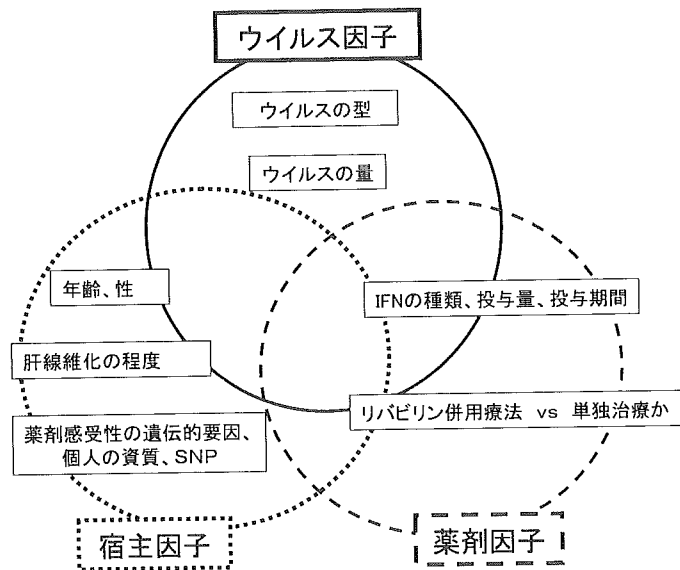 ウイルス因子
ウイルスの型
ウイルスの量
年齢、性
IFNの種類、投与量、投与期間
肝線維化の程度
リバビリン併用療法 vs 単独治療か
薬剤感受性の遺伝的要因、
個人の資質、SNP
宿主因子
薬剤因子